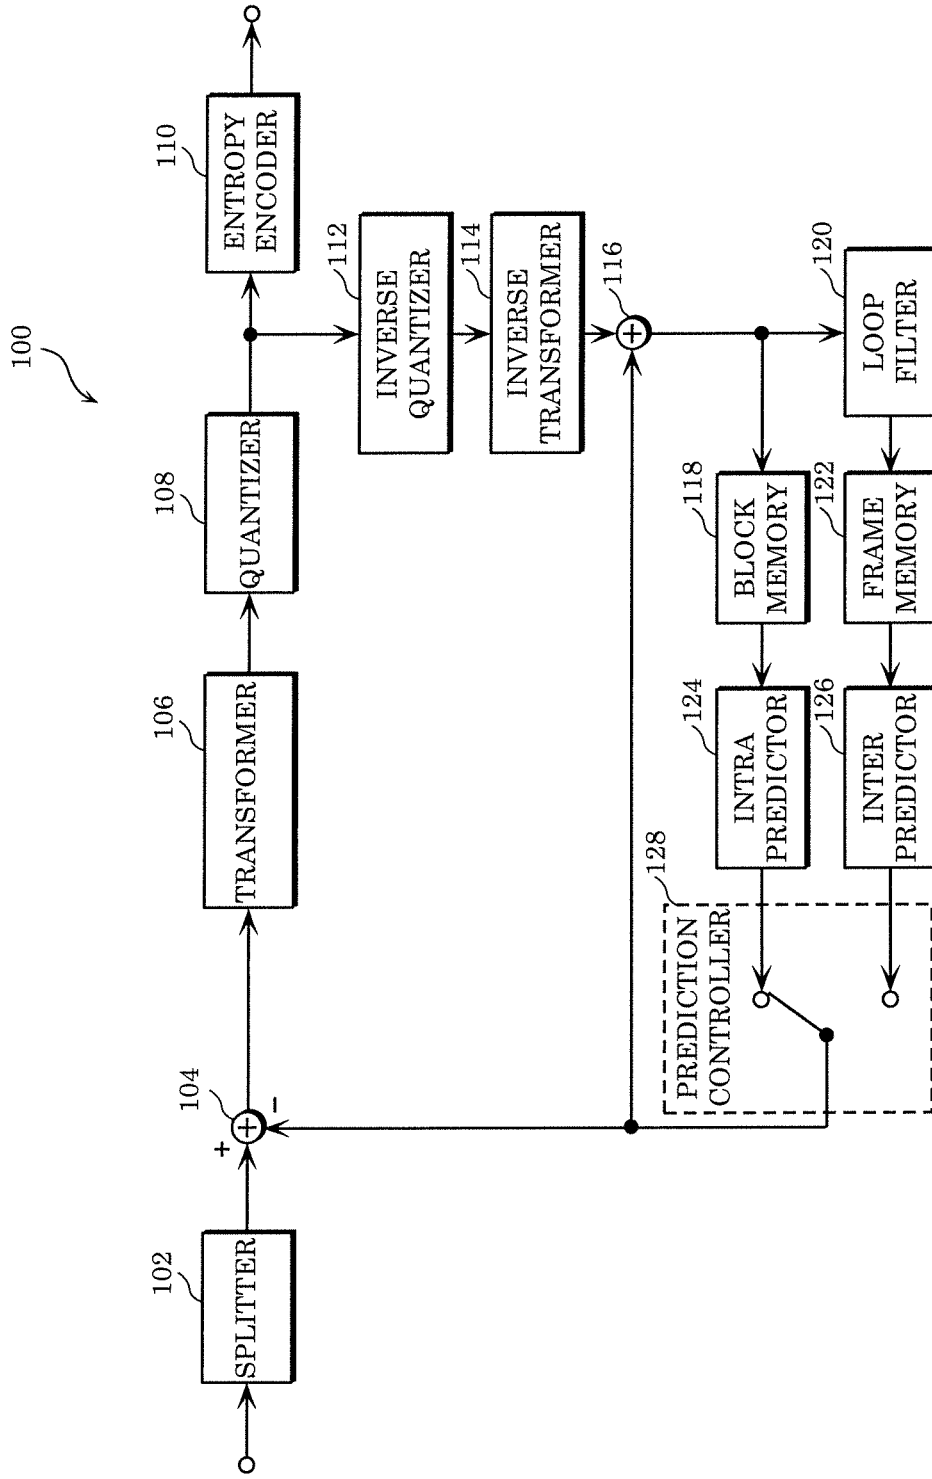 100
102
SPLITTER
104
+
−
106
TRANSFORMER
108
QUANTIZER
110
ENTROPY
ENCODER
112
INVERSE
QUANTIZER
114
INVERSE
TRANSFORMER
116
118
BLOCK
MEMORY
120
LOOP
FILTER
122
FRAME
MEMORY
124
INTRA
PREDICTOR
126
INTER
PREDICTOR
128
PREDICTION
CONTROLLER